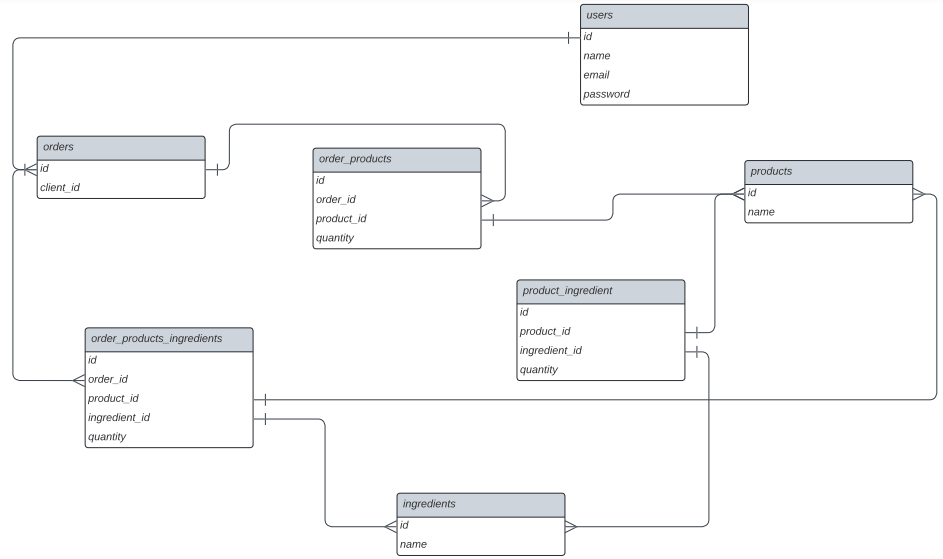 users
id
name
email
password
orders
id
client_id
order_products
id
order_id
product_id
quantity
products
id
name
product_ingredient
id
product_id
ingredient_id
quantity
order_products_ingredients
id
order_id
product_id
ingredient_id
quantity
ingredients
id
name